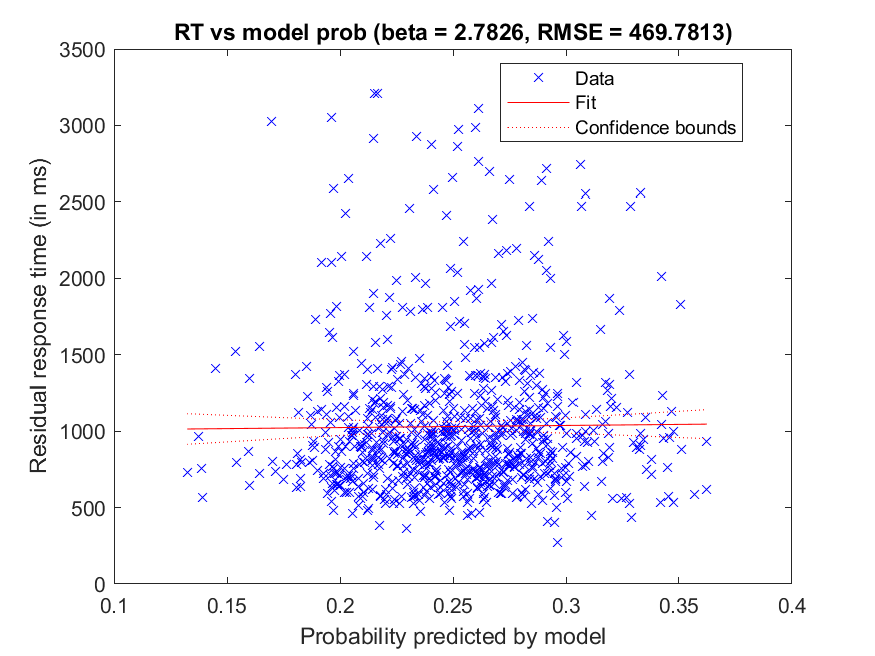 RT vs model prob (beta = 2.7826, RMSE = 469.7813)
3500
3000
2500
2000
1500
1000
500
0
Residual response time (in ms)
Data
Fit
Confidence bounds
0.1 0.15 0.2 0.25 0.3 0.35 0.4
Probability predicted by model